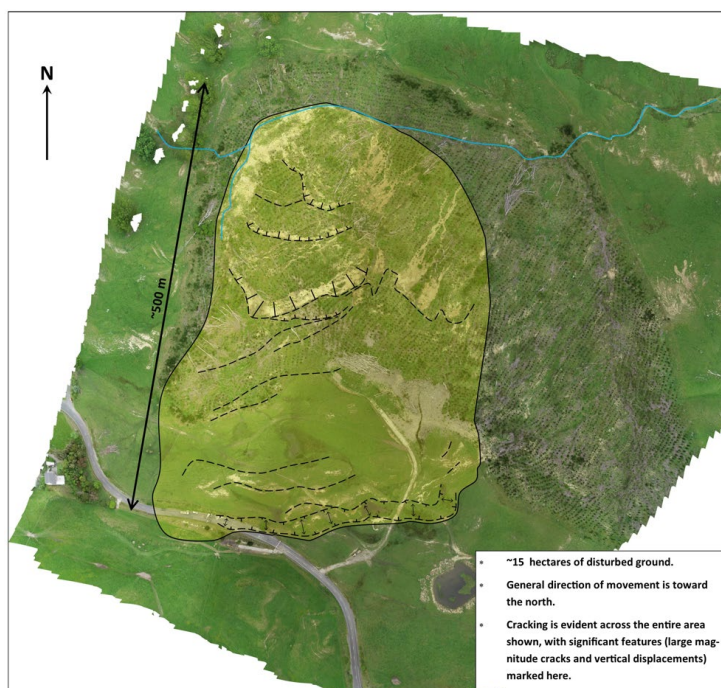 N
~500 m
~15 hectares of disturbed ground.
General direction of movement is toward
the north.
Cracking is evident across the entire area
shown, with significant features (large mag-
nitude cracks and vertical displacements)
marked here.